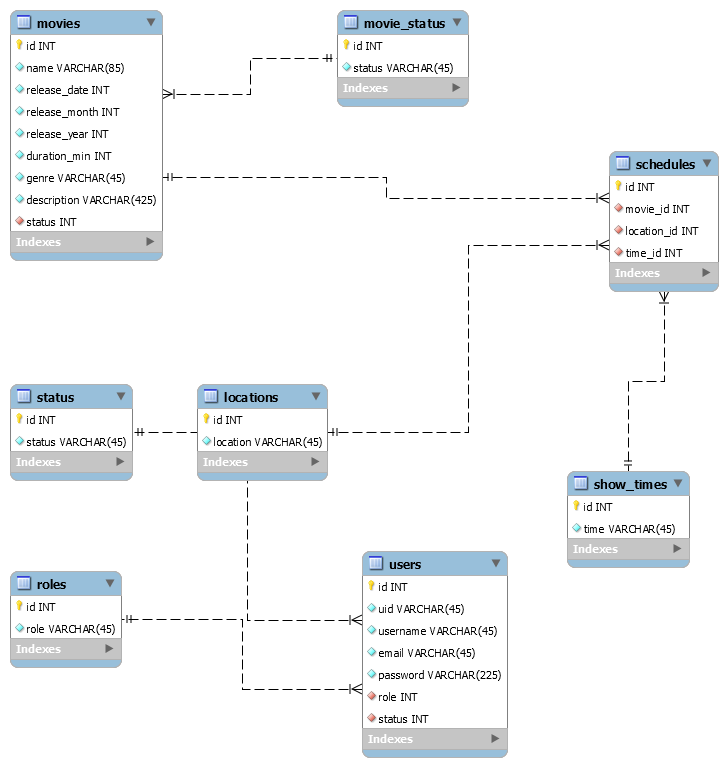 movies
id INT
name VARCHAR(85)
release_date INT
release_month INT
release_year INT
duration_min INT
genre VARCHAR(45)
description VARCHAR(425)
status INT
Indexes
movie_status
id INT
status VARCHAR(45)
Indexes
schedules
id INT
movie_id INT
location_id INT
time_id INT
Indexes
status
id INT
status VARCHAR(45)
Indexes
locations
id INT
location VARCHAR(45)
Indexes
show_times
id INT
time VARCHAR(45)
Indexes
roles
id INT
role VARCHAR(45)
Indexes
users
id INT
uid VARCHAR(45)
username VARCHAR(45)
email VARCHAR(45)
password VARCHAR(225)
role INT
status INT
Indexes